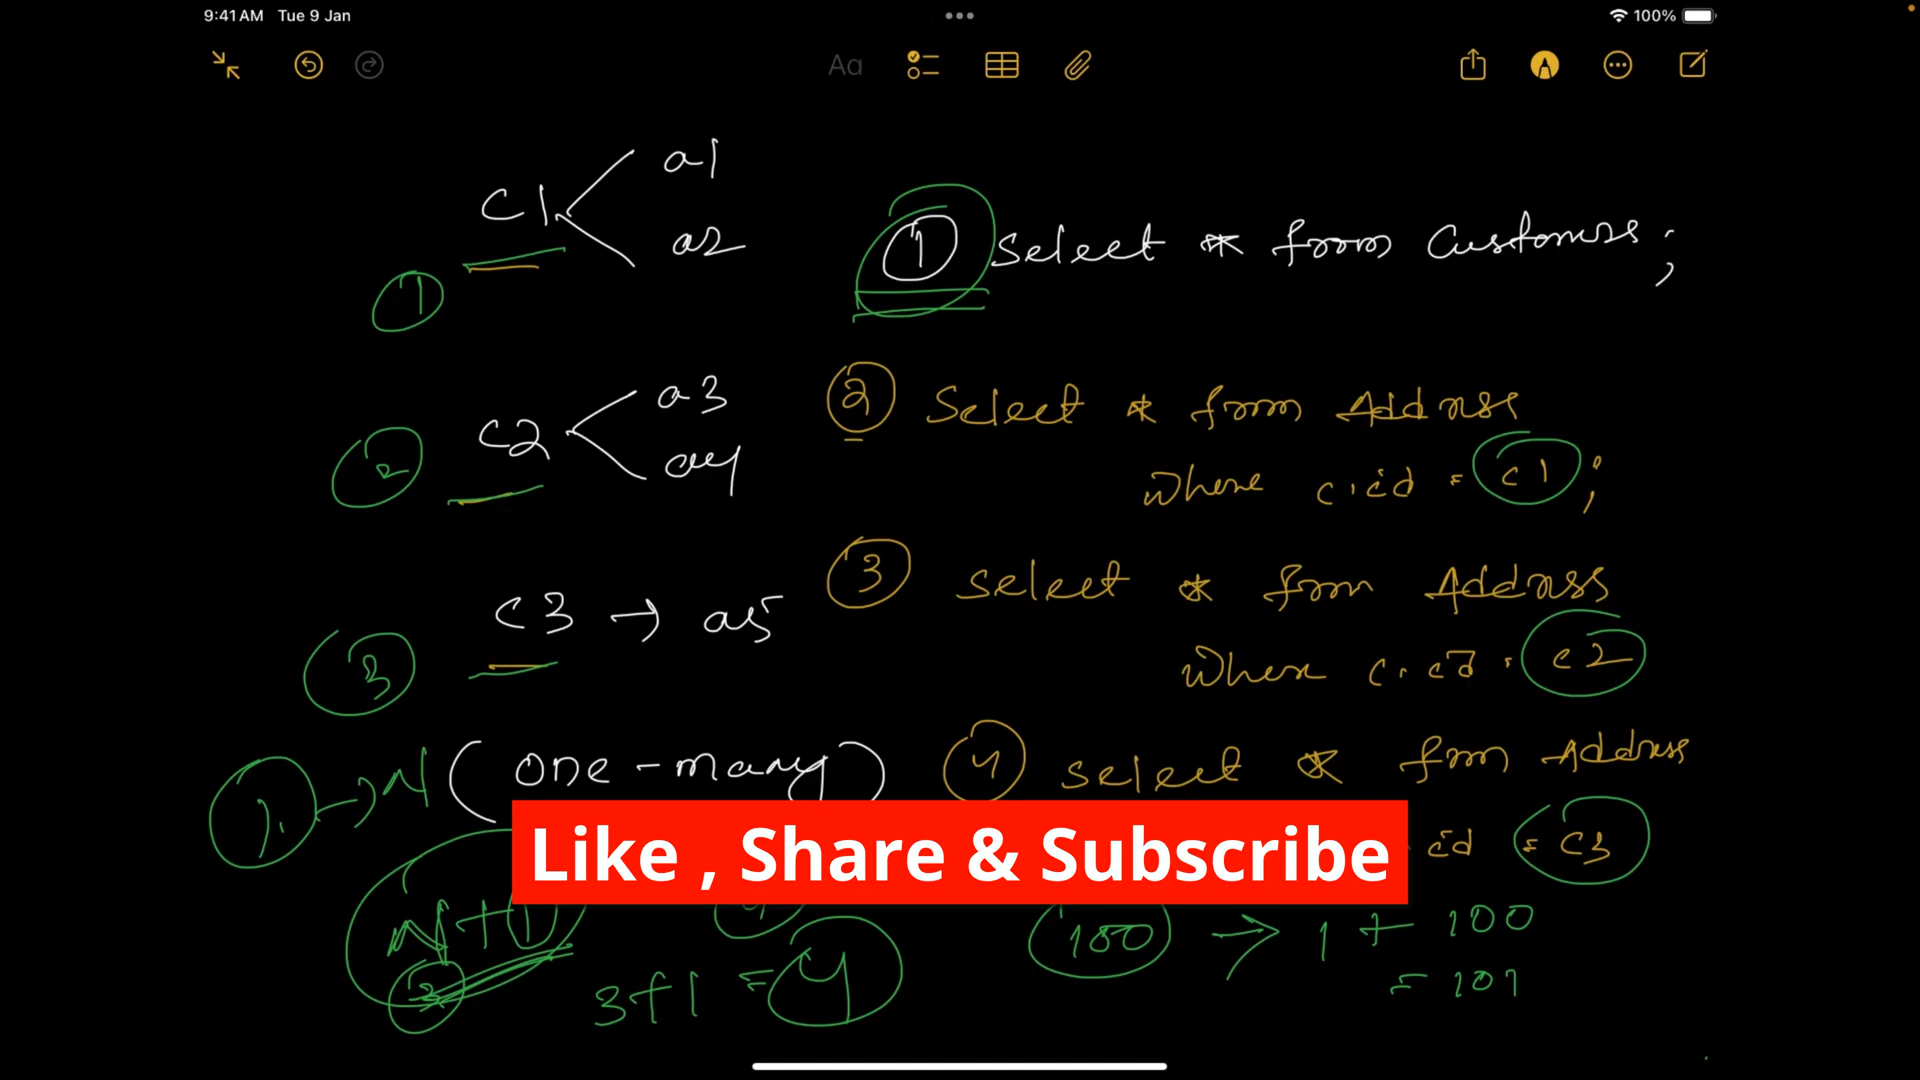 9:41 AM Tue 9 Jan
100%
Aa
a1
C1
a2
1
1 Select * from Customers;
a3
C2
a4
2
2 Select * from Address
where c.id = c1;
C3 → a5
3
3 select * from Address
where c.id = c2
1 → N (one-many)
4 select * from Address
id = c3
Like , Share & Subscribe
N+1
3
3+1 = 4
100 → 1 + 100
= 101